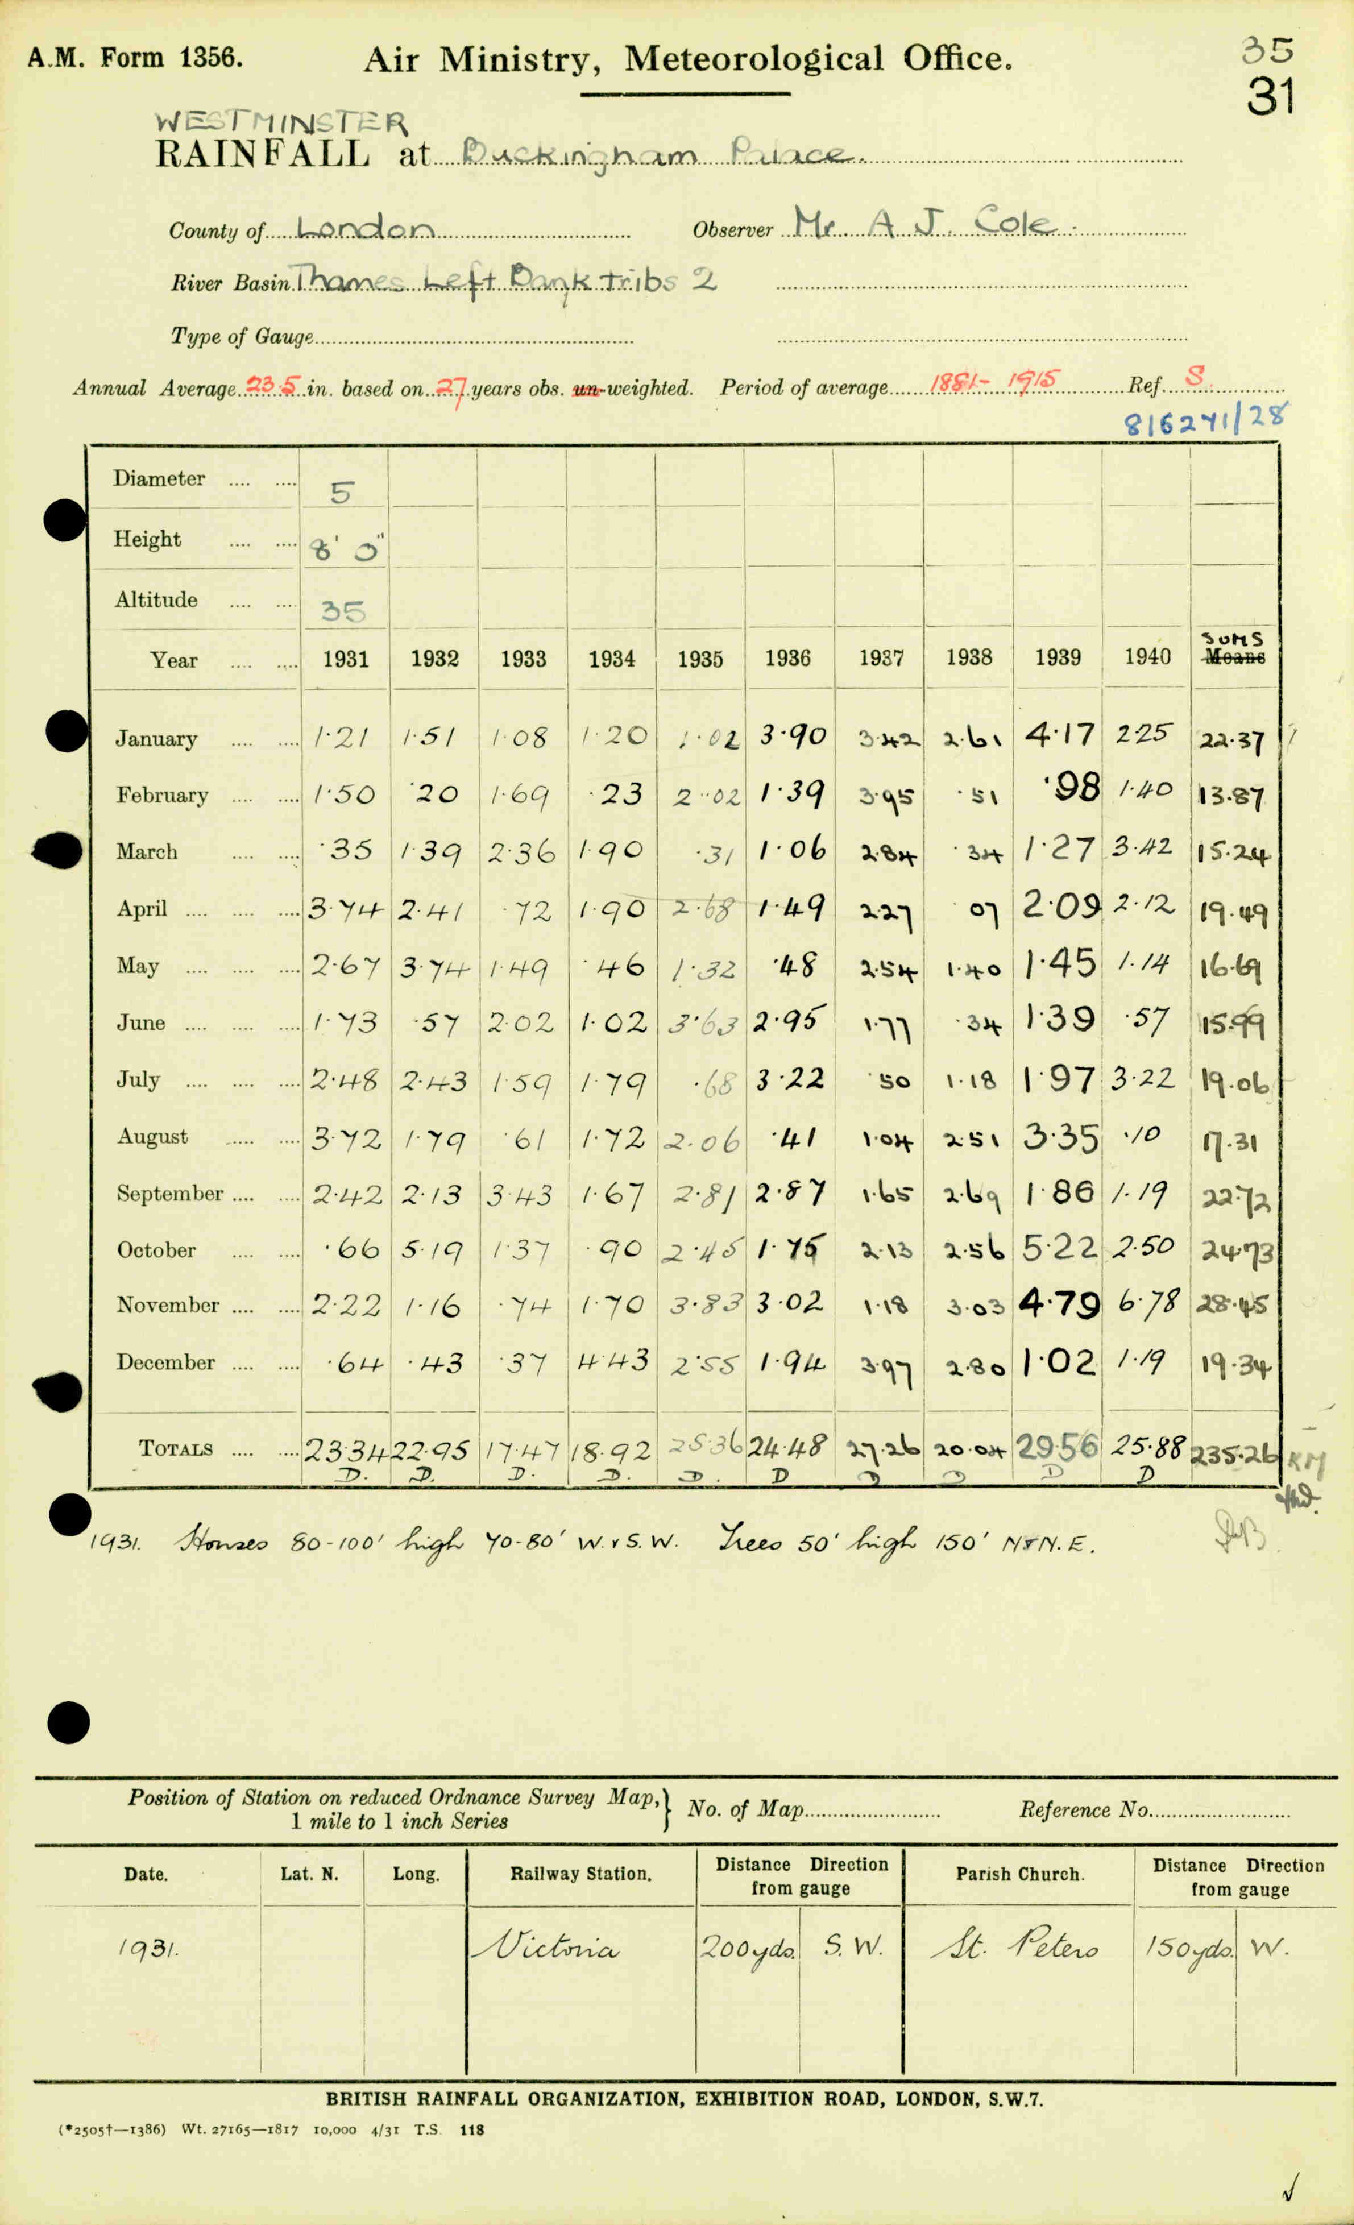 A.M. Form 1356.
Air Ministry, Meteorological Office.
35
31
WESTMINSTER
RAINFALL at Buckingham Palace.
County of London Observer Mr. A. J. Cole.
River Basin Thames Left Bank tribs 2
Type of Gauge
Annual Average 23.5 in. based on 27 years obs. un-weighted. Period of average 1881-1915 Ref. S.
816271/28
Diameter 5
Height 8' 0"
Altitude 35
SUMS
Year 1931 1932 1933 1934 1935 1936 1937 1938 1939 1940 Means
January 1.21 1.51 1.08 1.20 1.02 3.90 3.42 2.61 4.17 2.25 22.37
February 1.50 .20 1.69 .23 2.02 1.39 3.95 .51 .98 1.40 13.87
March .35 1.39 2.36 1.90 .31 1.06 2.84 .34 1.27 3.42 15.24
April 3.74 2.41 .72 1.90 2.68 1.49 2.27 07 2.09 2.12 19.49
May 2.67 3.74 1.49 .46 1.32 .48 2.54 1.40 1.45 1.14 16.69
June 1.73 .57 2.02 1.02 3.63 2.95 1.77 .34 1.39 .57 15.99
July 2.48 2.43 1.59 1.79 .68 3.22 .50 1.18 1.97 3.22 19.06
August 3.72 1.79 .61 1.72 2.06 .41 1.04 2.51 3.35 .10 17.31
September 2.42 2.13 3.43 1.67 2.81 2.87 1.65 2.69 1.86 1.19 22.72
October .66 5.19 1.37 .90 2.45 1.75 2.13 2.56 5.22 2.50 24.73
November 2.22 1.16 .74 1.70 3.83 3.02 1.18 3.03 4.79 6.78 28.45
December .64 .43 .37 4.43 2.55 1.94 3.97 2.80 1.02 1.19 19.34
TOTALS 23.34 22.95 17.47 18.92 25.36 24.48 27.26 20.04 29.56 25.88 235.26 KM
D. D. D. D. D. D D D D D
1931. Houses 80-100' high 70-80' W. & S. W. Trees 50' high 150' N & N. E.
Position of Station on reduced Ordnance Survey Map,
1 mile to 1 inch Series
No. of Map Reference No.
Date. Lat. N. Long. Railway Station. Distance Direction from gauge Parish Church. Distance Direction from gauge
1931. Victoria 200yds. S. W. St. Peters 150yds. W.
BRITISH RAINFALL ORGANIZATION, EXHIBITION ROAD, LONDON, S.W.7.
(*2505†—1386) Wt. 27165—1817 10,000 4/31 T.S. 118